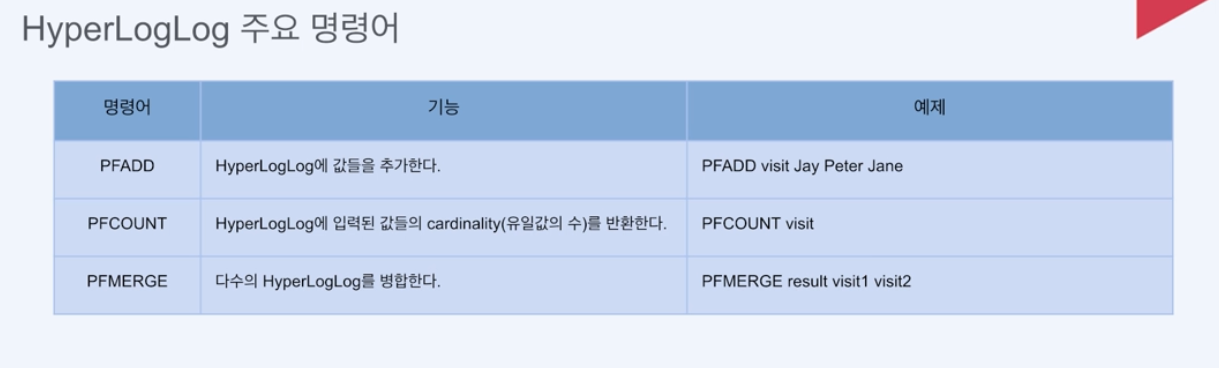 HyperLogLog 주요 명령어
명령어 기능 예제
PFADD HyperLogLog에 값들을 추가한다. PFADD visit Jay Peter Jane
PFCOUNT HyperLogLog에 입력된 값들의 cardinality(유일값의 수)를 반환한다. PFCOUNT visit
PFMERGE 다수의 HyperLogLog를 병합한다. PFMERGE result visit1 visit2